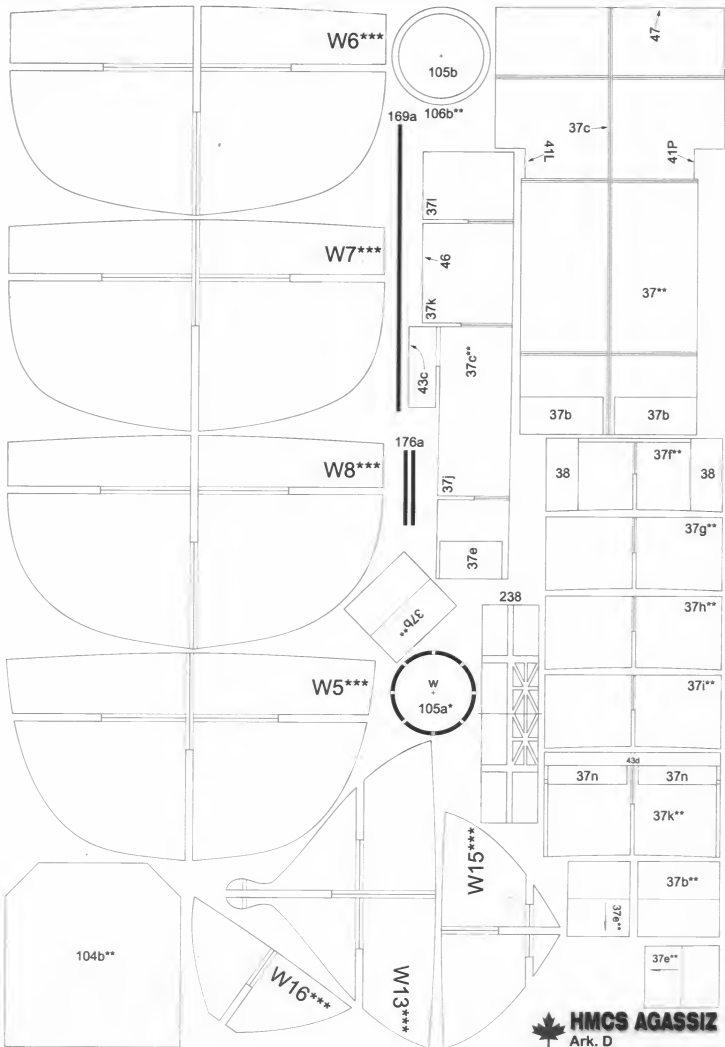 W6***
105b
106b**
169a
47
37c
41L
41P
37l
W7***
46
37k
37**
43c
37c**
37b
37b
W8***
176a
37j
38
37f**
38
37g**
37e
37b**
238
37h**
W5***
W
105a*
37i**
43d
37n
37n
37k**
W15***
37b**
37e**
104b**
W16***
W13***
37e**
HMCS AGASSIZ
Ark. D